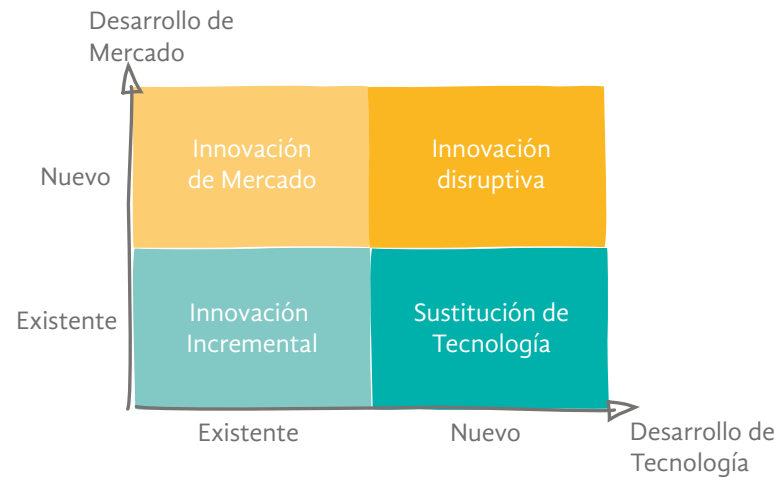 Desarrollo de
Mercado
Nuevo
Innovación
de Mercado
Innovación
disruptiva
Existente
Innovación
Incremental
Sustitución de
Tecnología
Existente
Nuevo
Desarrollo de
Tecnología